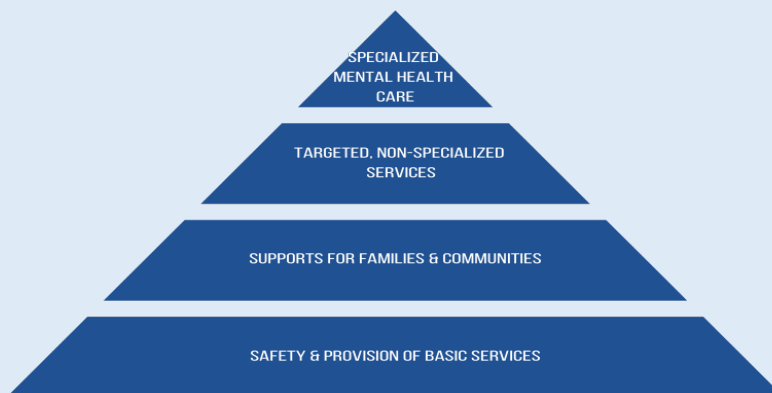 SPECIALIZED
MENTAL HEALTH
CARE
TARGETED, NON-SPECIALIZED
SERVICES
SUPPORTS FOR FAMILIES & COMMUNITIES
SAFETY & PROVISION OF BASIC SERVICES